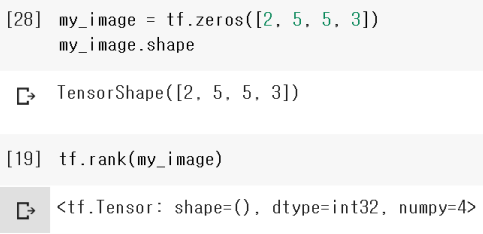 [28] my_image = tf.zeros([2, 5, 5, 3])
my_image.shape
TensorShape([2, 5, 5, 3])
[19] tf.rank(my_image)
<tf.Tensor: shape=(), dtype=int32, numpy=4>